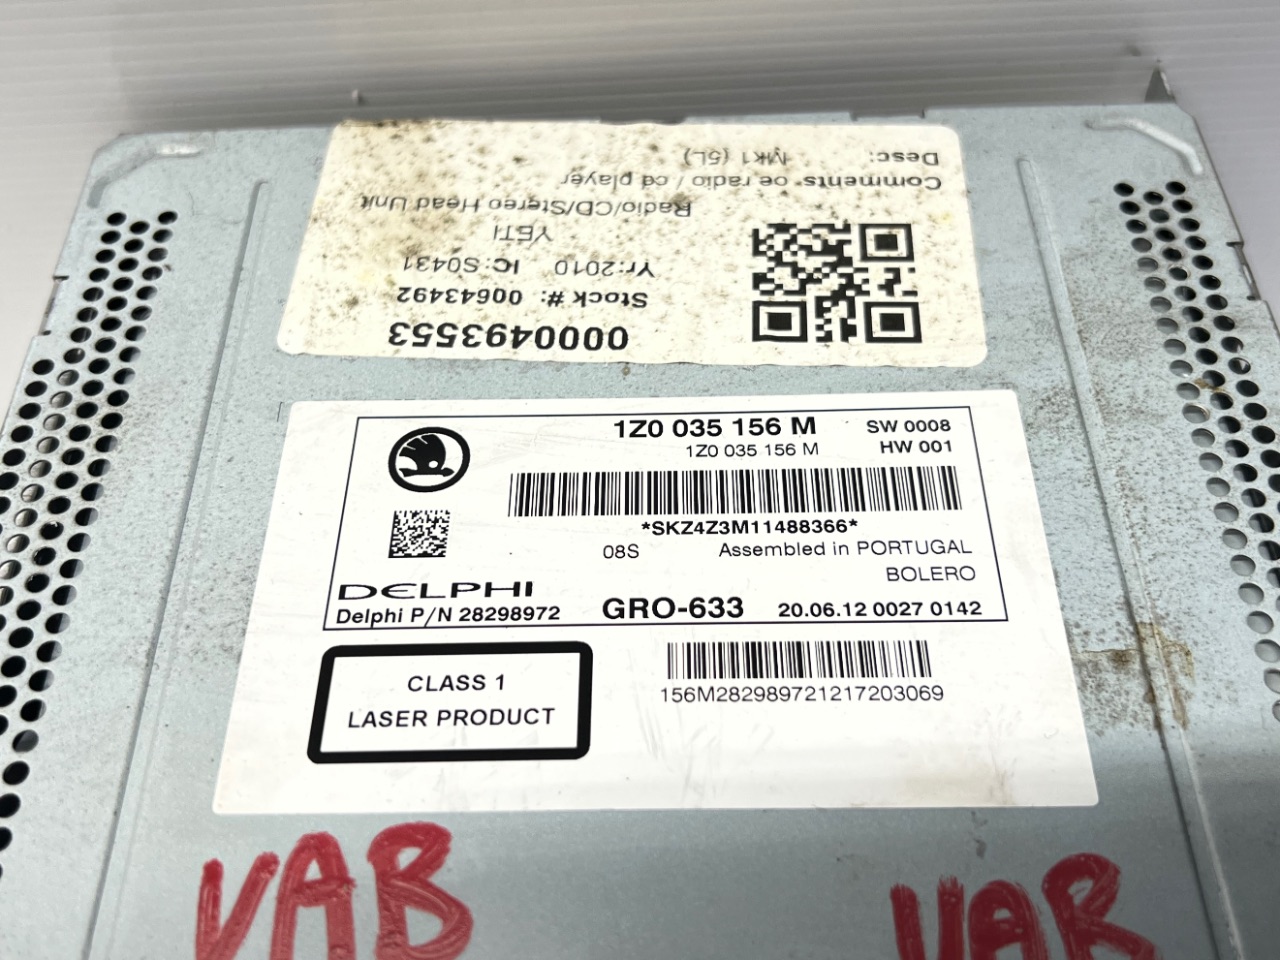 Desc: MK1 (5L)
Comments: oe radio / cd player
Radio/CD/Stereo Head Unit
YETI
Yr:2010 IC:S0431
Stock #: 00643492
0000493553
1Z0 035 156 M SW 0008
1Z0 035 156 M HW 001
*SKZ4Z3M11488366*
08S Assembled in PORTUGAL
BOLERO
DELPHI
Delphi P/N 28298972 GRO-633 20.06.12 0027 0142
CLASS 1
LASER PRODUCT
156M282989721217203069
VAB VAB